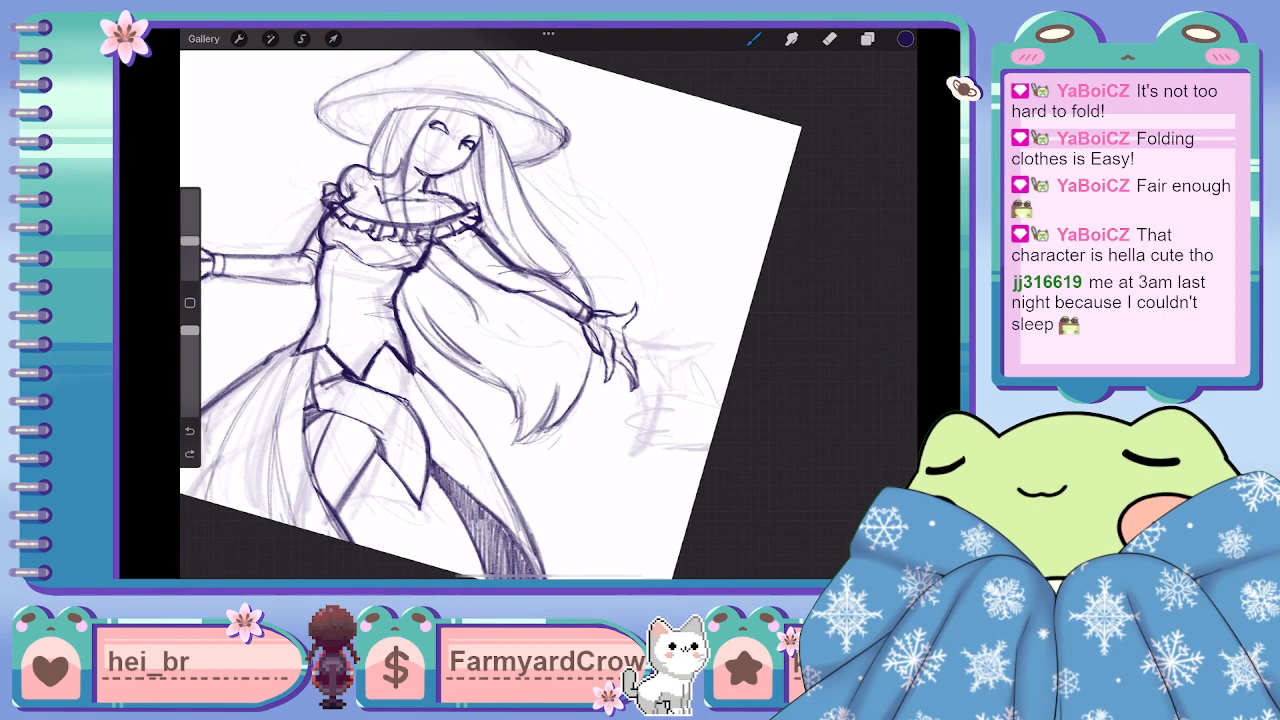 Gallery
YaBoiCZ It's not too
hard to fold!
YaBoiCZ Folding
clothes is Easy!
YaBoiCZ Fair enough
YaBoiCZ That
character is hella cute tho
jj316619 me at 3am last
night because I couldn't
sleep
hei_br
$ FarmyardCrow